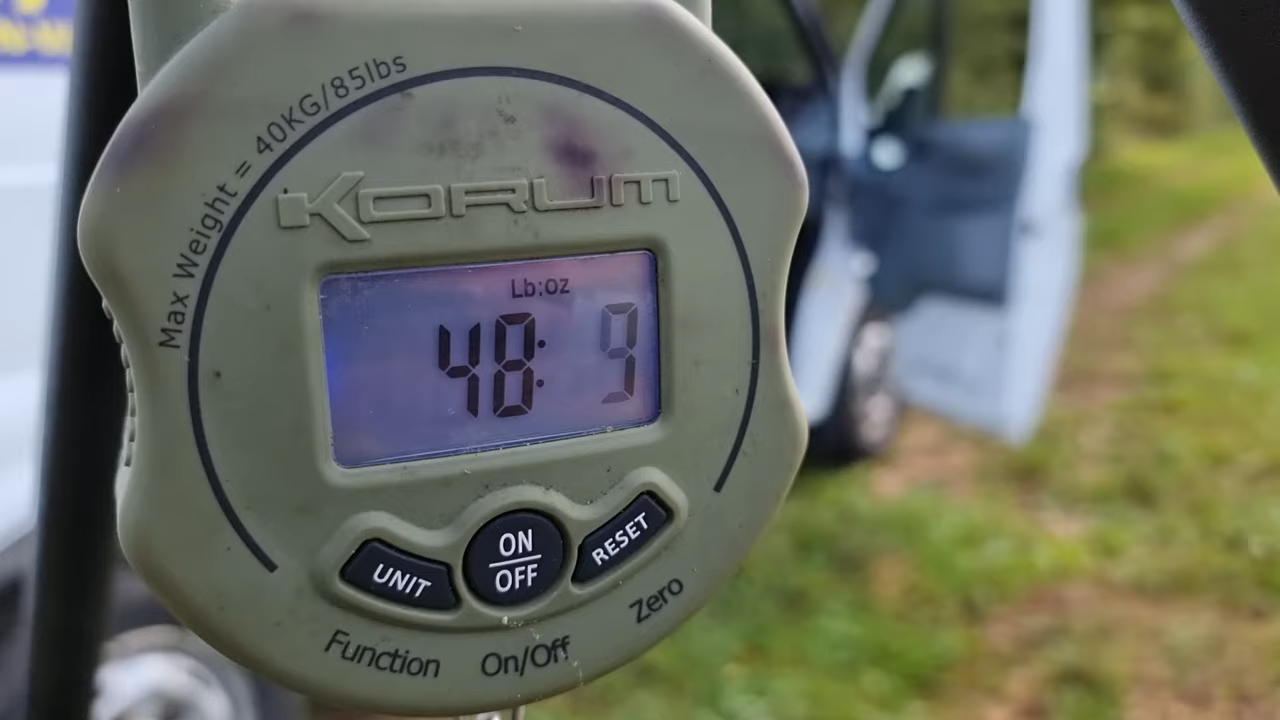 Max Weight = 40KG/85lbs
KORUM
Lb:oz
48: 9
UNIT
ON
OFF
RESET
Function
On/Off
Zero